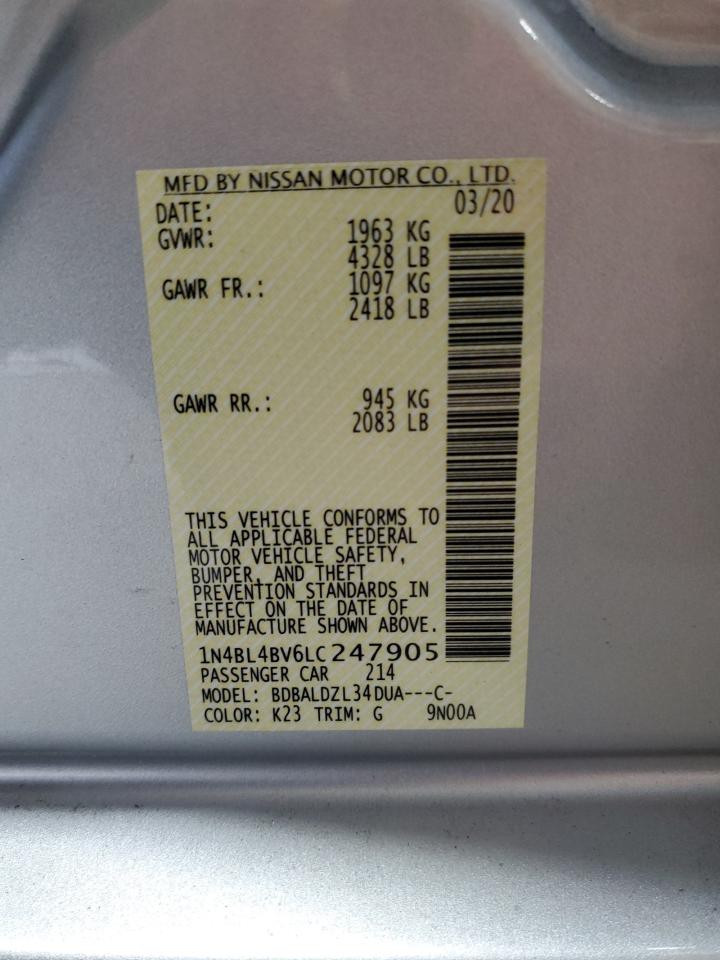 MFD BY NISSAN MOTOR CO., LTD.
DATE: 03/20
GVWR: 1963 KG
4328 LB
GAWR FR.: 1097 KG
2418 LB
GAWR RR.: 945 KG
2083 LB
THIS VEHICLE CONFORMS TO
ALL APPLICABLE FEDERAL
MOTOR VEHICLE SAFETY,
BUMPER, AND THEFT
PREVENTION STANDARDS IN
EFFECT ON THE DATE OF
MANUFACTURE SHOWN ABOVE.
1N4BL4BV6LC247905
PASSENGER CAR 214
MODEL: BDBALDZL34DUA---C-
COLOR: K23 TRIM: G 9N00A